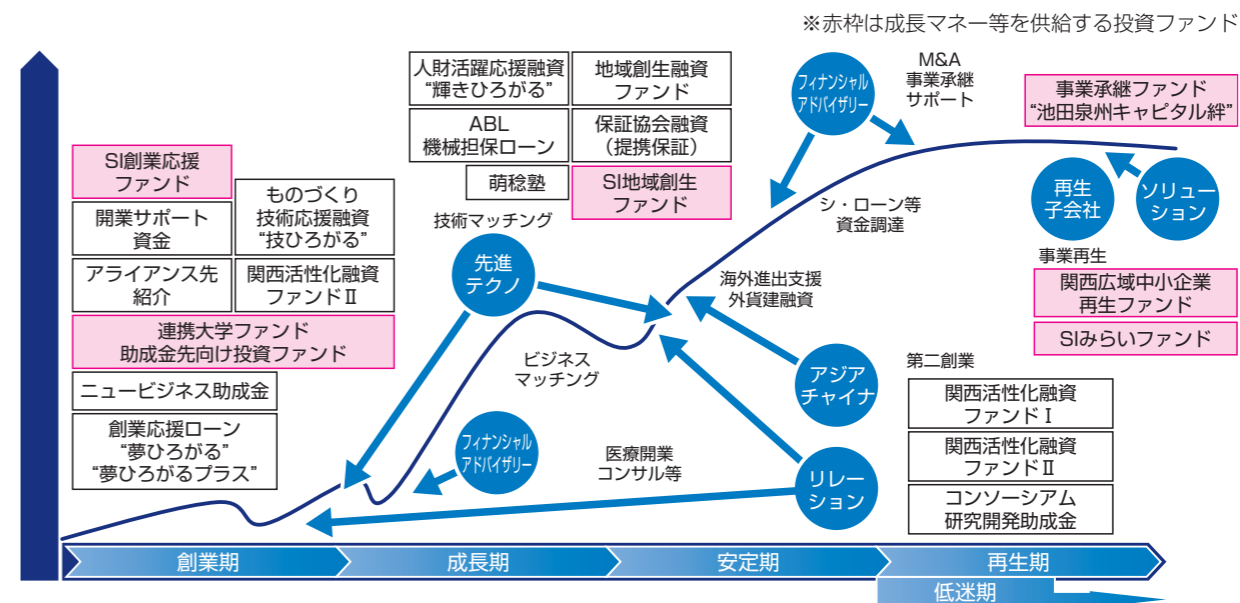 ※赤枠は成長マネー等を供給する投資ファンド
SI創業応援
ファンド
開業サポート
資金
ものづくり
技術応援融資
“技ひろがる”
アライアンス先
紹介
関西活性化融資
ファンドⅡ
連携大学ファンド
助成金先向け投資ファンド
ニュービジネス助成金
創業応援ローン
“夢ひろがる”
“夢ひろがるプラス”
人財活躍応援融資
“輝きひろがる”
地域創生融資
ファンド
ABL
機械担保ローン
保証協会融資
（提携保証）
萌稔塾
SI地域創生
ファンド
技術マッチング
先進
テクノ
ビジネス
マッチング
フィナンシャル
アドバイザリー
医療開業
コンサル等
フィナンシャル
アドバイザリー
M&A
事業承継
サポート
シ・ローン等
資金調達
海外進出支援
外貨建融資
アジア
チャイナ
リレー
ション
事業承継ファンド
“池田泉州キャピタル絆”
再生
子会社
ソリュー
ション
事業再生
関西広域中小企業
再生ファンド
SIみらいファンド
第二創業
関西活性化融資
ファンドⅠ
関西活性化融資
ファンドⅡ
コンソーシアム
研究開発助成金
創業期
成長期
安定期
再生期
低迷期